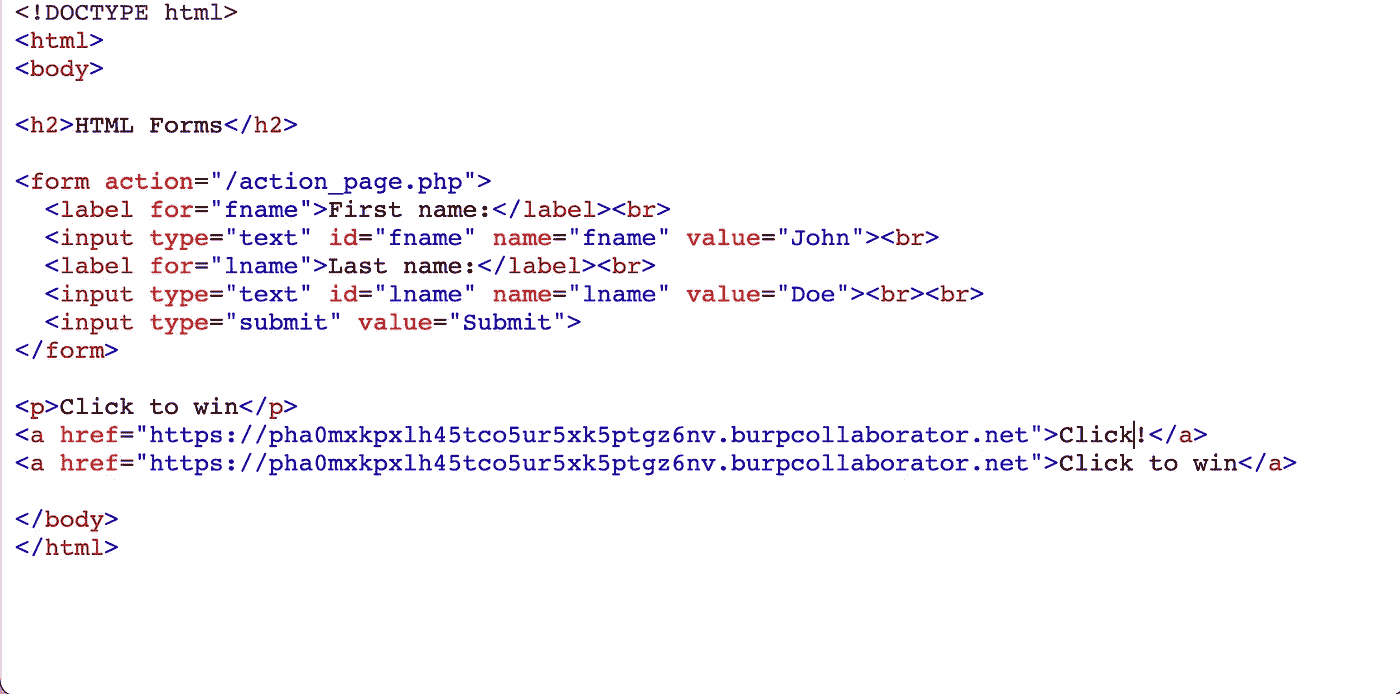 <!DOCTYPE html>
<html>
<body>
<h2>HTML Forms</h2>
<form action="/action_page.php">
<label for="fname">First name:</label><br>
<input type="text" id="fname" name="fname" value="John"><br>
<label for="lname">Last name:</label><br>
<input type="text" id="lname" name="lname" value="Doe"><br><br>
<input type="submit" value="Submit">
</form>
<p>Click to win</p>
<a href="https://pha0mxkpxlh45tco5ur5xk5ptgz6nv.burpcollaborator.net">Click!</a>
<a href="https://pha0mxkpxlh45tco5ur5xk5ptgz6nv.burpcollaborator.net">Click to win</a>
</body>
</html>